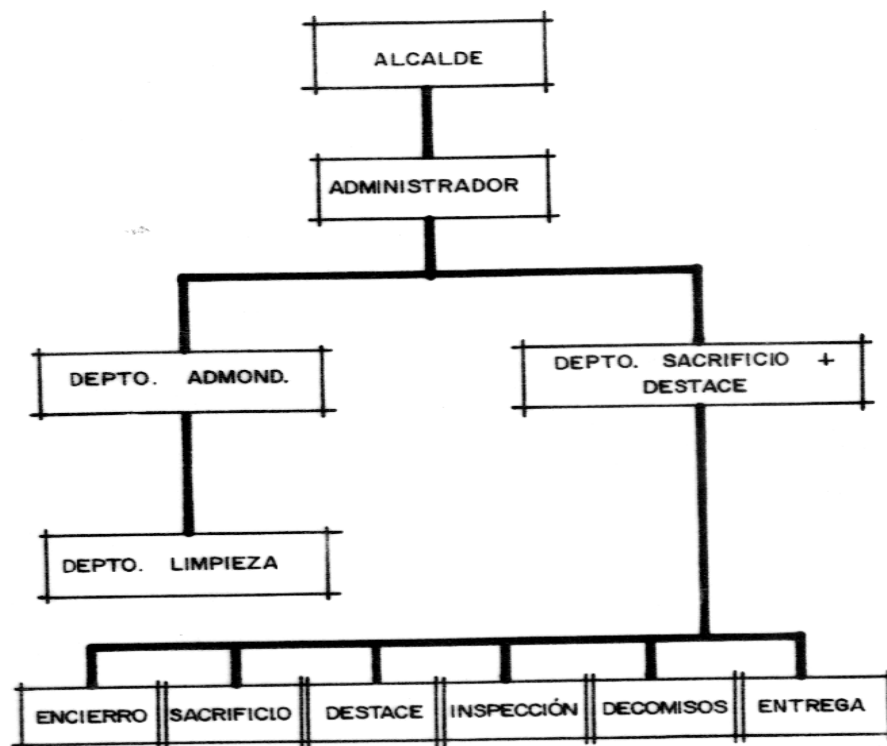 ALCALDE
ADMINISTRADOR
DEPTO. ADMOND.
DEPTO. SACRIFICIO +
DESTACE
DEPTO. LIMPIEZA
ENCIERRO
SACRIFICIO
DESTACE
INSPECCIÓN
DECOMISOS
ENTREGA